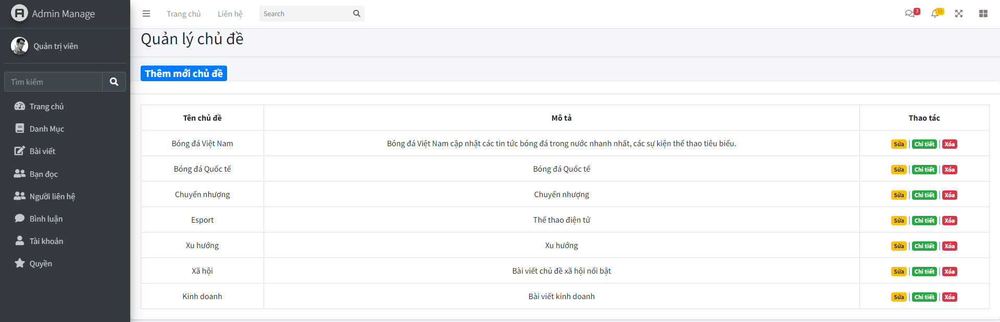 Admin Manage
Trang chủ
Liên hệ
Search
3
15
Quản trị viên
Tìm kiếm
Trang chủ
Danh Mục
Bài viết
Bạn đọc
Người liên hệ
Bình luận
Tài khoản
Quyền
Quản lý chủ đề
Thêm mới chủ đề
Tên chủ đề Mô tả Thao tác
Bóng đá Việt Nam Bóng đá Việt Nam cập nhật các tin tức bóng đá trong nước nhanh nhất, các sự kiện thể thao tiêu biểu. Sửa | Chi tiết | Xóa
Bóng đá Quốc tế Bóng đá Quốc tế Sửa | Chi tiết | Xóa
Chuyển nhượng Chuyển nhượng Sửa | Chi tiết | Xóa
Esport Thể thao điện tử Sửa | Chi tiết | Xóa
Xu hướng Xu hướng Sửa | Chi tiết | Xóa
Xã hội Bài viết chủ đề xã hội nổi bật Sửa | Chi tiết | Xóa
Kinh doanh Bài viết kinh doanh Sửa | Chi tiết | Xóa